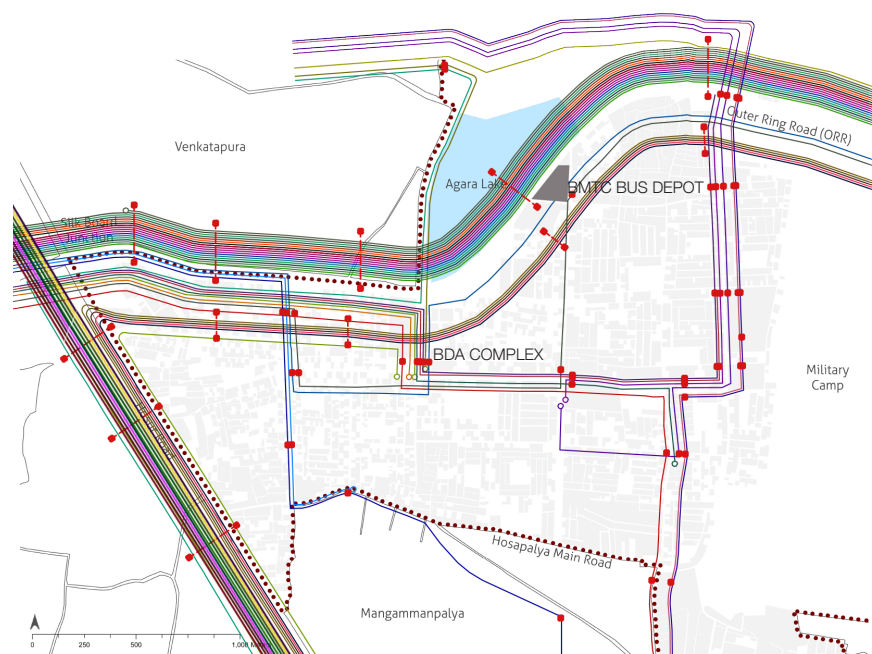 Outer Ring Road (ORR)
Venkatapura
Agara Lake
BMTC BUS DEPOT
Silk Board
Junction
BDA COMPLEX
Military
Camp
Hosapalya Main Road
Mangammanpalya
0 250 500 1,000